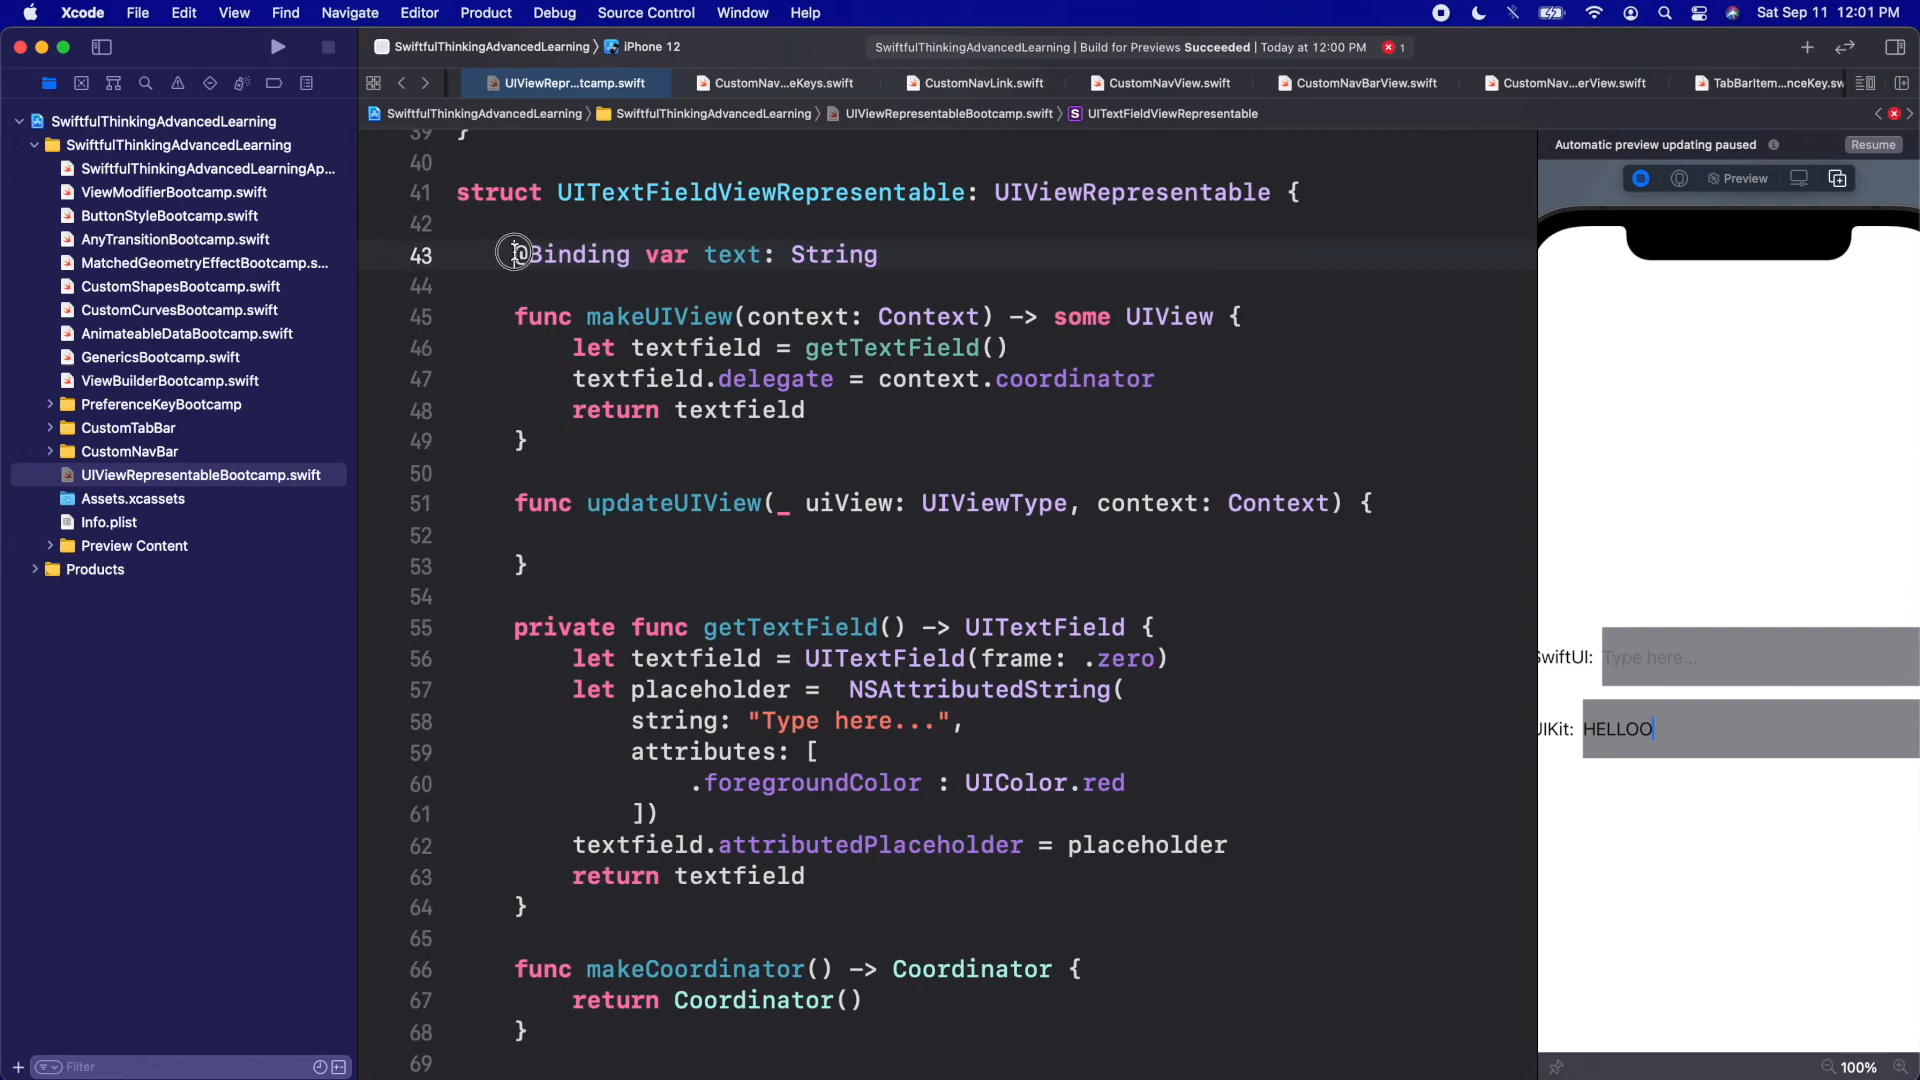 Xcode File Edit View Find Navigate Editor Product Debug Source Control Window Help Sat Sep 11 12:01 PM
SwiftfulThinkingAdvancedLearning iPhone 12 SwiftfulThinkingAdvancedLearning | Build for Previews Succeeded | Today at 12:00 PM 1
UIViewRepr...tcamp.swift CustomNav...eKeys.swift CustomNavLink.swift CustomNavView.swift CustomNavBarView.swift CustomNav...erView.swift TabBarItem...nceKey.sw
SwiftfulThinkingAdvancedLearning SwiftfulThinkingAdvancedLearning UIViewRepresentableBootcamp.swift S UITextFieldViewRepresentable
SwiftfulThinkingAdvancedLearning
SwiftfulThinkingAdvancedLearning
SwiftfulThinkingAdvancedLearningAp...
ViewModifierBootcamp.swift
ButtonStyleBootcamp.swift
AnyTransitionBootcamp.swift
MatchedGeometryEffectBootcamp.s...
CustomShapesBootcamp.swift
CustomCurvesBootcamp.swift
AnimateableDataBootcamp.swift
GenericsBootcamp.swift
ViewBuilderBootcamp.swift
PreferenceKeyBootcamp
CustomTabBar
CustomNavBar
UIViewRepresentableBootcamp.swift
Assets.xcassets
Info.plist
Preview Content
Products
Filter
39 }
40
41 struct UITextFieldViewRepresentable: UIViewRepresentable {
42
43 @Binding var text: String
44
45 func makeUIView(context: Context) -> some UIView {
46 let textfield = getTextField()
47 textfield.delegate = context.coordinator
48 return textfield
49 }
50
51 func updateUIView(_ uiView: UIViewType, context: Context) {
52
53 }
54
55 private func getTextField() -> UITextField {
56 let textfield = UITextField(frame: .zero)
57 let placeholder =  NSAttributedString(
58 string: "Type here...",
59 attributes: [
60 .foregroundColor : UIColor.red
61 ])
62 textfield.attributedPlaceholder = placeholder
63 return textfield
64 }
65
66 func makeCoordinator() -> Coordinator {
67 return Coordinator()
68 }
69
Automatic preview updating paused Resume
Preview
SwiftUI: Type here...
UIKit: HELLOO
100%